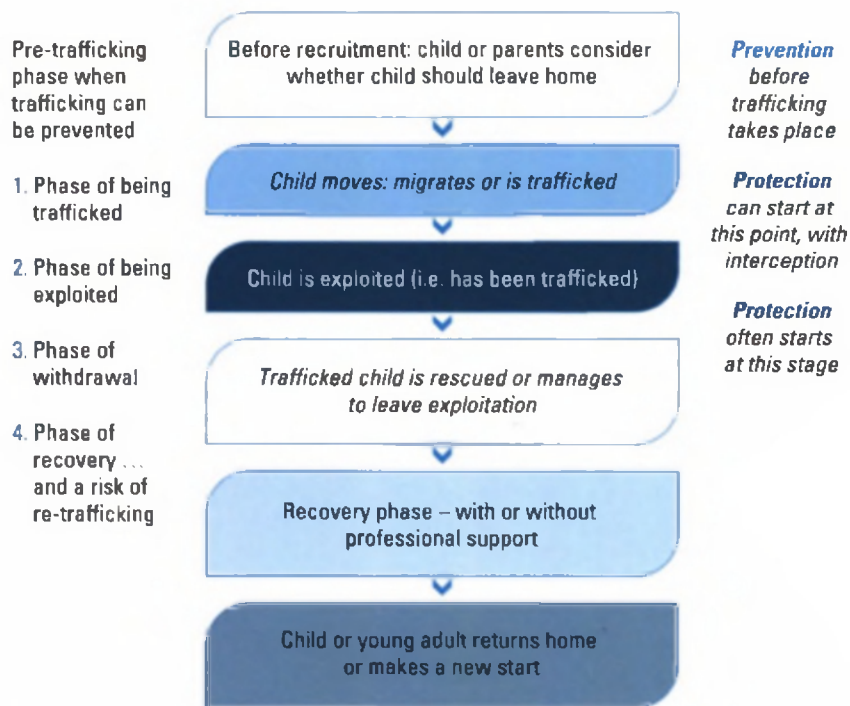 Pre-trafficking
phase when
trafficking can
be prevented
1. Phase of being
trafficked
2. Phase of being
exploited
3. Phase of
withdrawal
4. Phase of
recovery ...
and a risk of
re-trafficking
Before recruitment: child or parents consider
whether child should leave home
Child moves: migrates or is trafficked
Child is exploited (i.e. has been trafficked)
Trafficked child is rescued or manages
to leave exploitation
Recovery phase – with or without
professional support
Child or young adult returns home
or makes a new start
Prevention
before
trafficking
takes place
Protection
can start at
this point, with
interception
Protection
often starts
at this stage